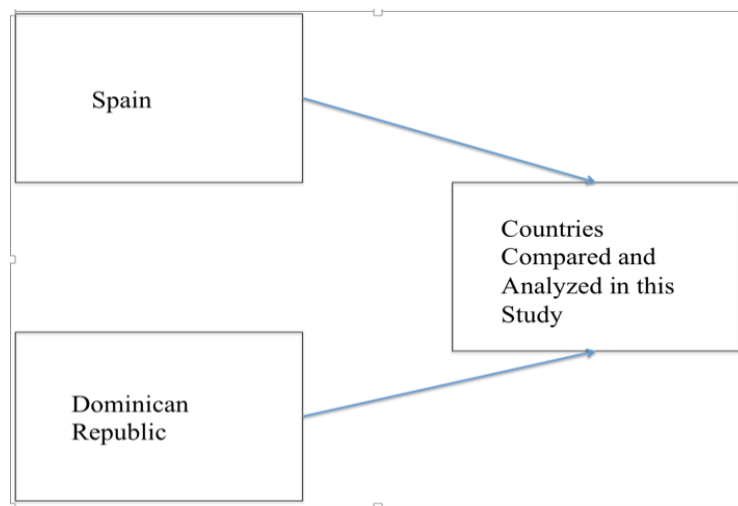 Spain
Countries
Compared and
Analyzed in this
Study
Dominican
Republic